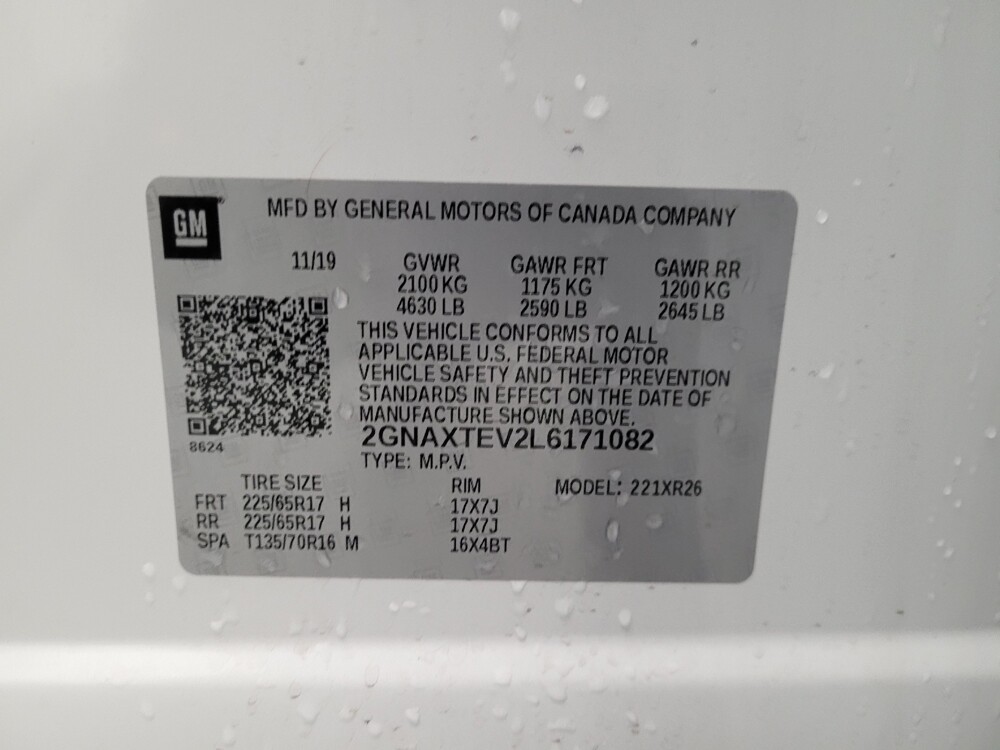 GM
MFD BY GENERAL MOTORS OF CANADA COMPANY
11/19 GVWR GAWR FRT GAWR RR
2100 KG 1175 KG 1200 KG
4630 LB 2590 LB 2645 LB
THIS VEHICLE CONFORMS TO ALL
APPLICABLE U.S. FEDERAL MOTOR
VEHICLE SAFETY AND THEFT PREVENTION
STANDARDS IN EFFECT ON THE DATE OF
MANUFACTURE SHOWN ABOVE.
2GNAXTEV2L6171082
8624
TYPE: M.P.V.
TIRE SIZE RIM MODEL: 221XR26
FRT 225/65R17 H 17X7J
RR 225/65R17 H 17X7J
SPA T135/70R16 M 16X4BT